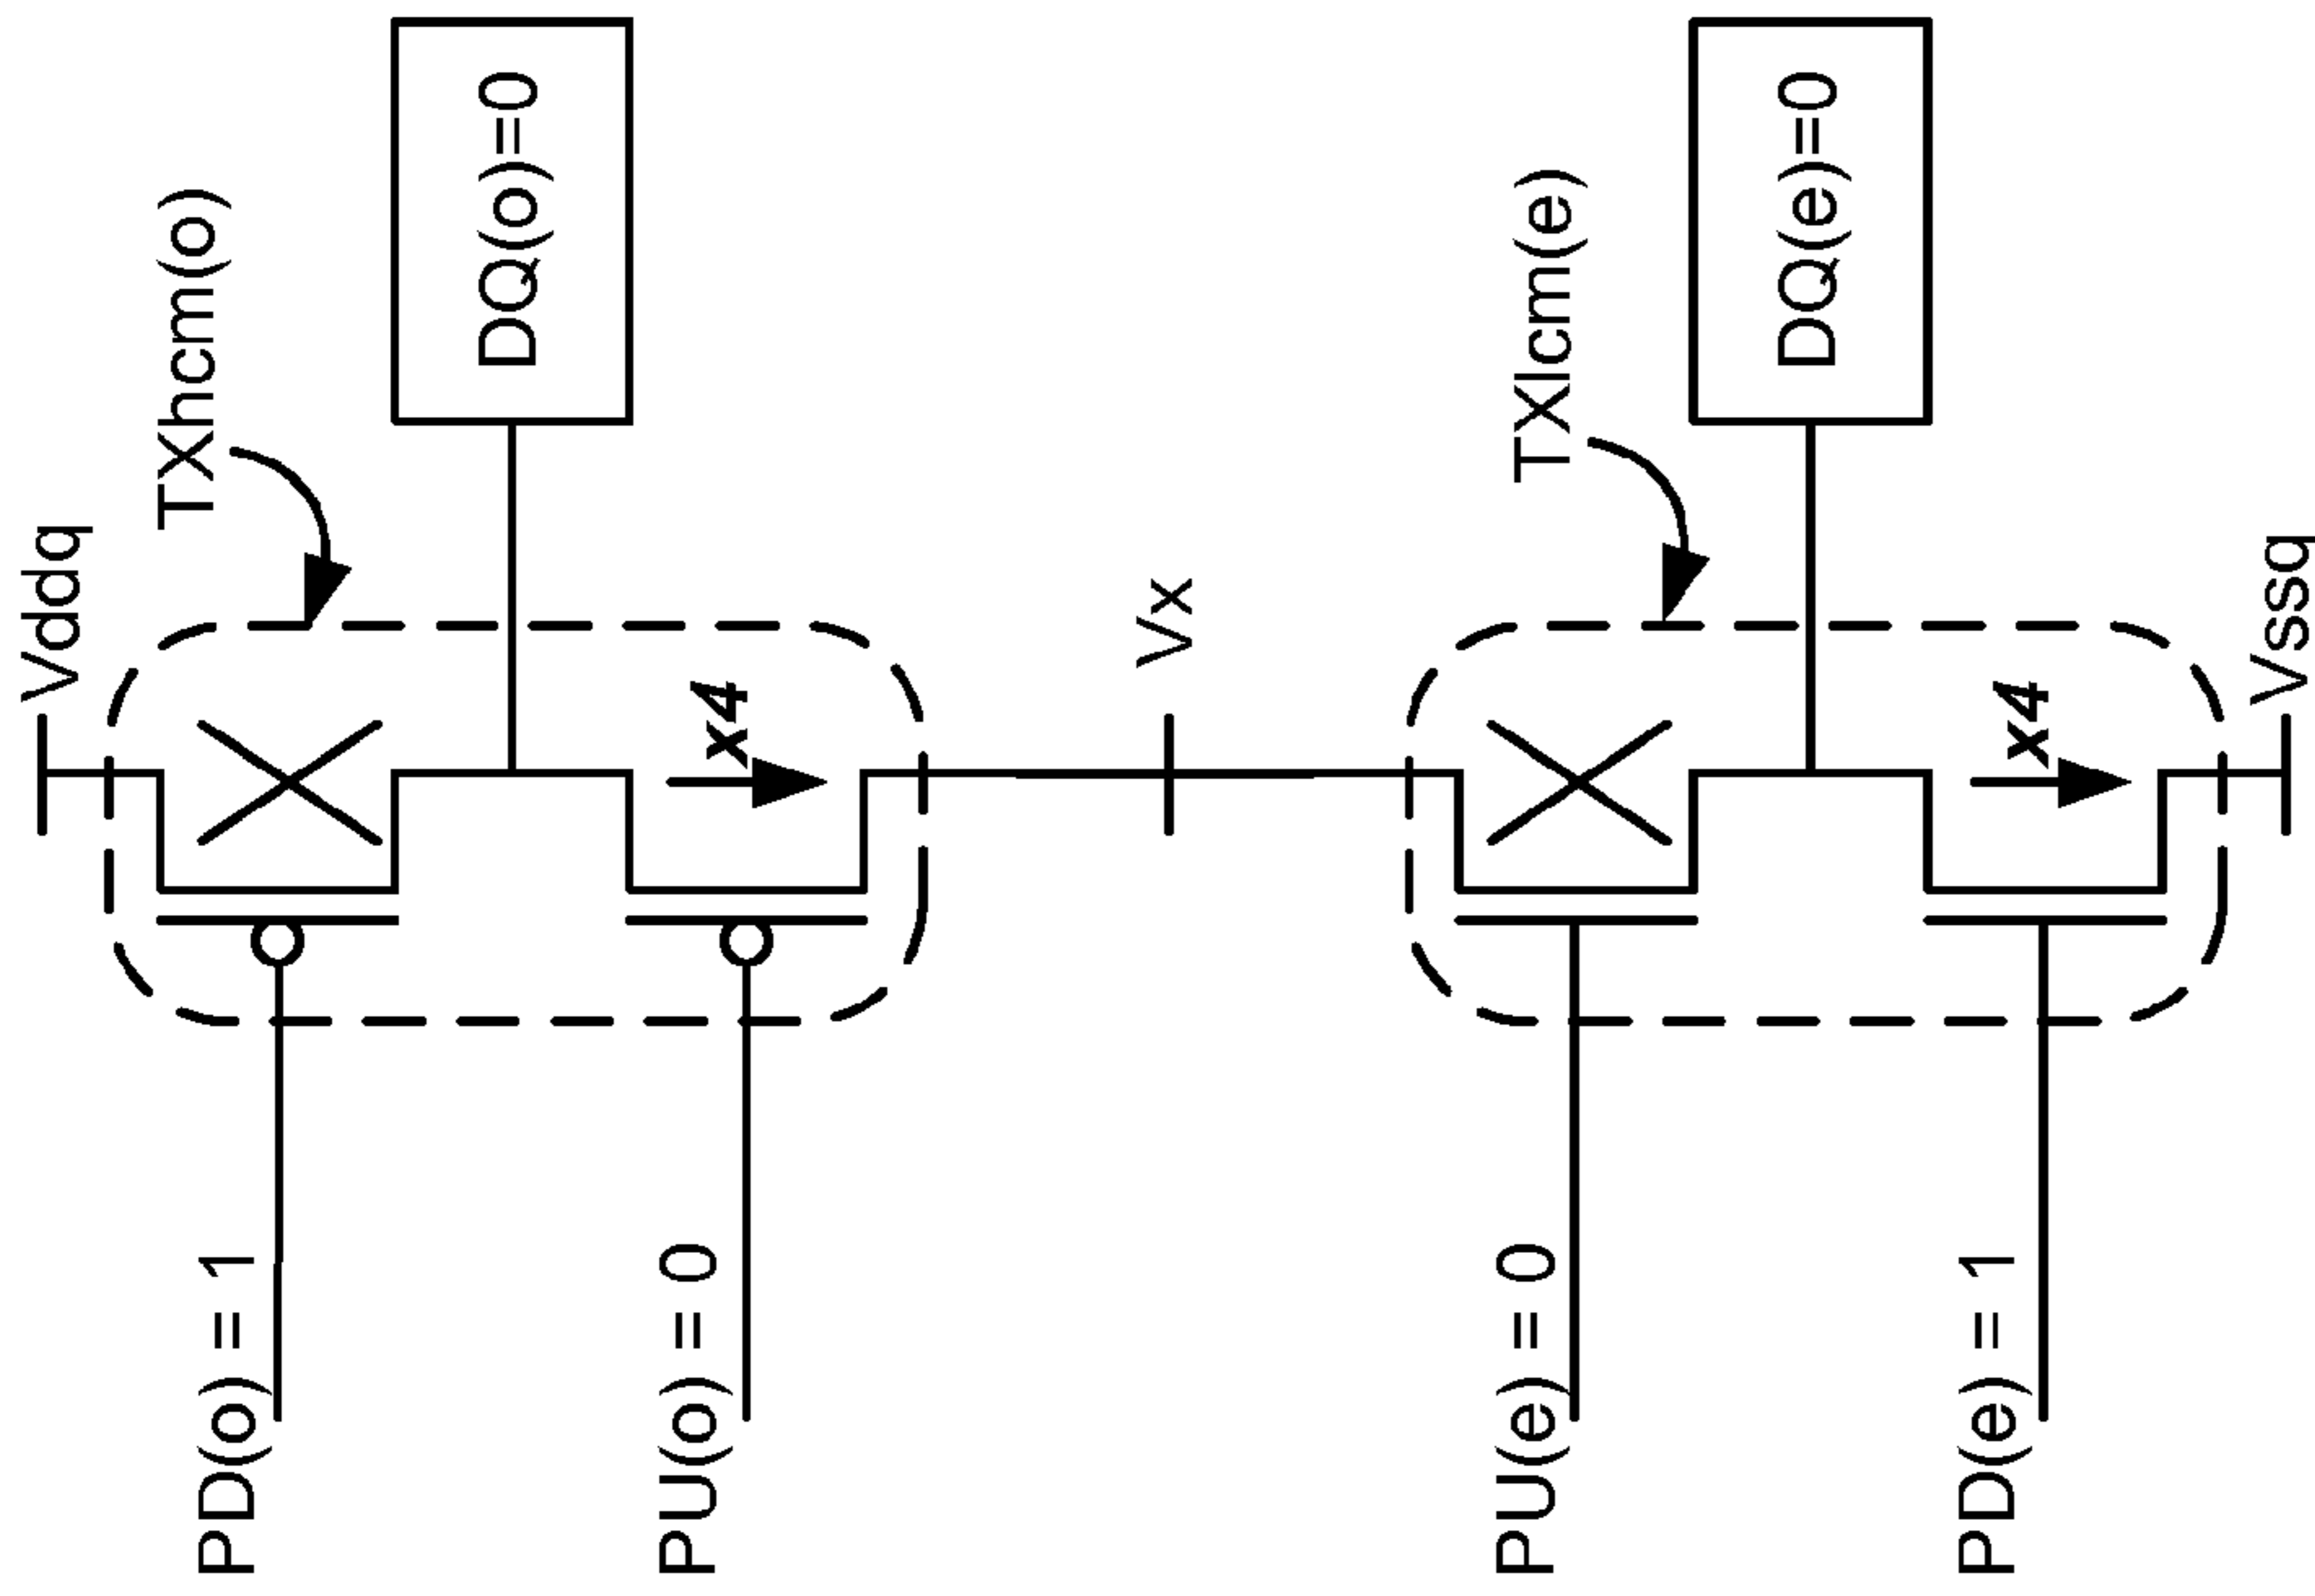 Vddq
TXhcm(o)
DQ(o)=0
PD(o) = 1
x4
PU(o) = 0
Vx
TXlcm(e)
DQ(e)=0
PU(e) = 0
x4
PD(e) = 1
Vssq